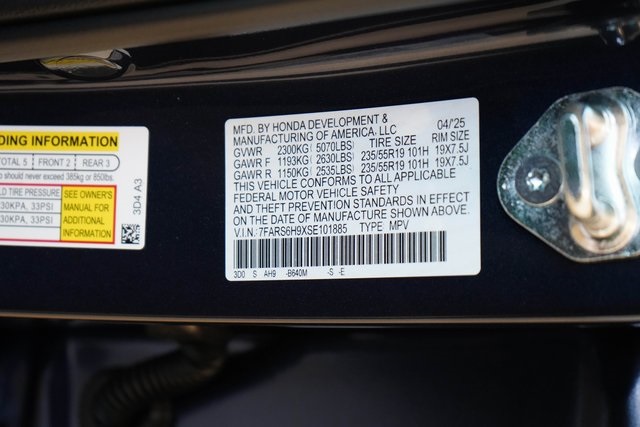 DING INFORMATION
TOTAL 5 FRONT 2 REAR 3
o should never exceed 385kg or 850lbs.
LD TIRE PRESSURE
30KPA, 33PSI
30KPA, 33PSI
SEE OWNER'S
MANUAL FOR
ADDITIONAL
INFORMATION
3D4 A3
MFD. BY HONDA DEVELOPMENT & 04/'25
MANUFACTURING OF AMERICA, LLC TIRE SIZE RIM SIZE
GVWR 2300KG ( 5070LBS)
GAWR F 1193KG ( 2630LBS) 235/55R19 101H 19X7.5J
GAWR R 1150KG ( 2535LBS) 235/55R19 101H 19X7.5J
THIS VEHICLE CONFORMS TO ALL APPLICABLE
FEDERAL MOTOR VEHICLE SAFETY
AND THEFT PREVENTION STANDARDS IN EFFECT
ON THE DATE OF MANUFACTURE SHOWN ABOVE.
V.I.N.: 7FARS6H9XSE101885 TYPE MPV
3D0 S AH9 -B640M -S -E